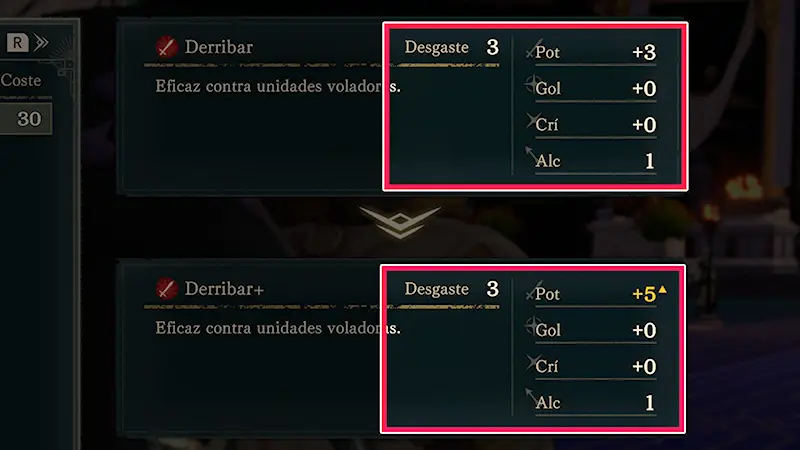 R
Coste
30
Derribar
Desgaste 3
Eficaz contra unidades voladoras.
Pot +3
Gol +0
Crí +0
Alc 1
Derribar+
Desgaste 3
Eficaz contra unidades voladoras.
Pot +5
Gol +0
Crí +0
Alc 1